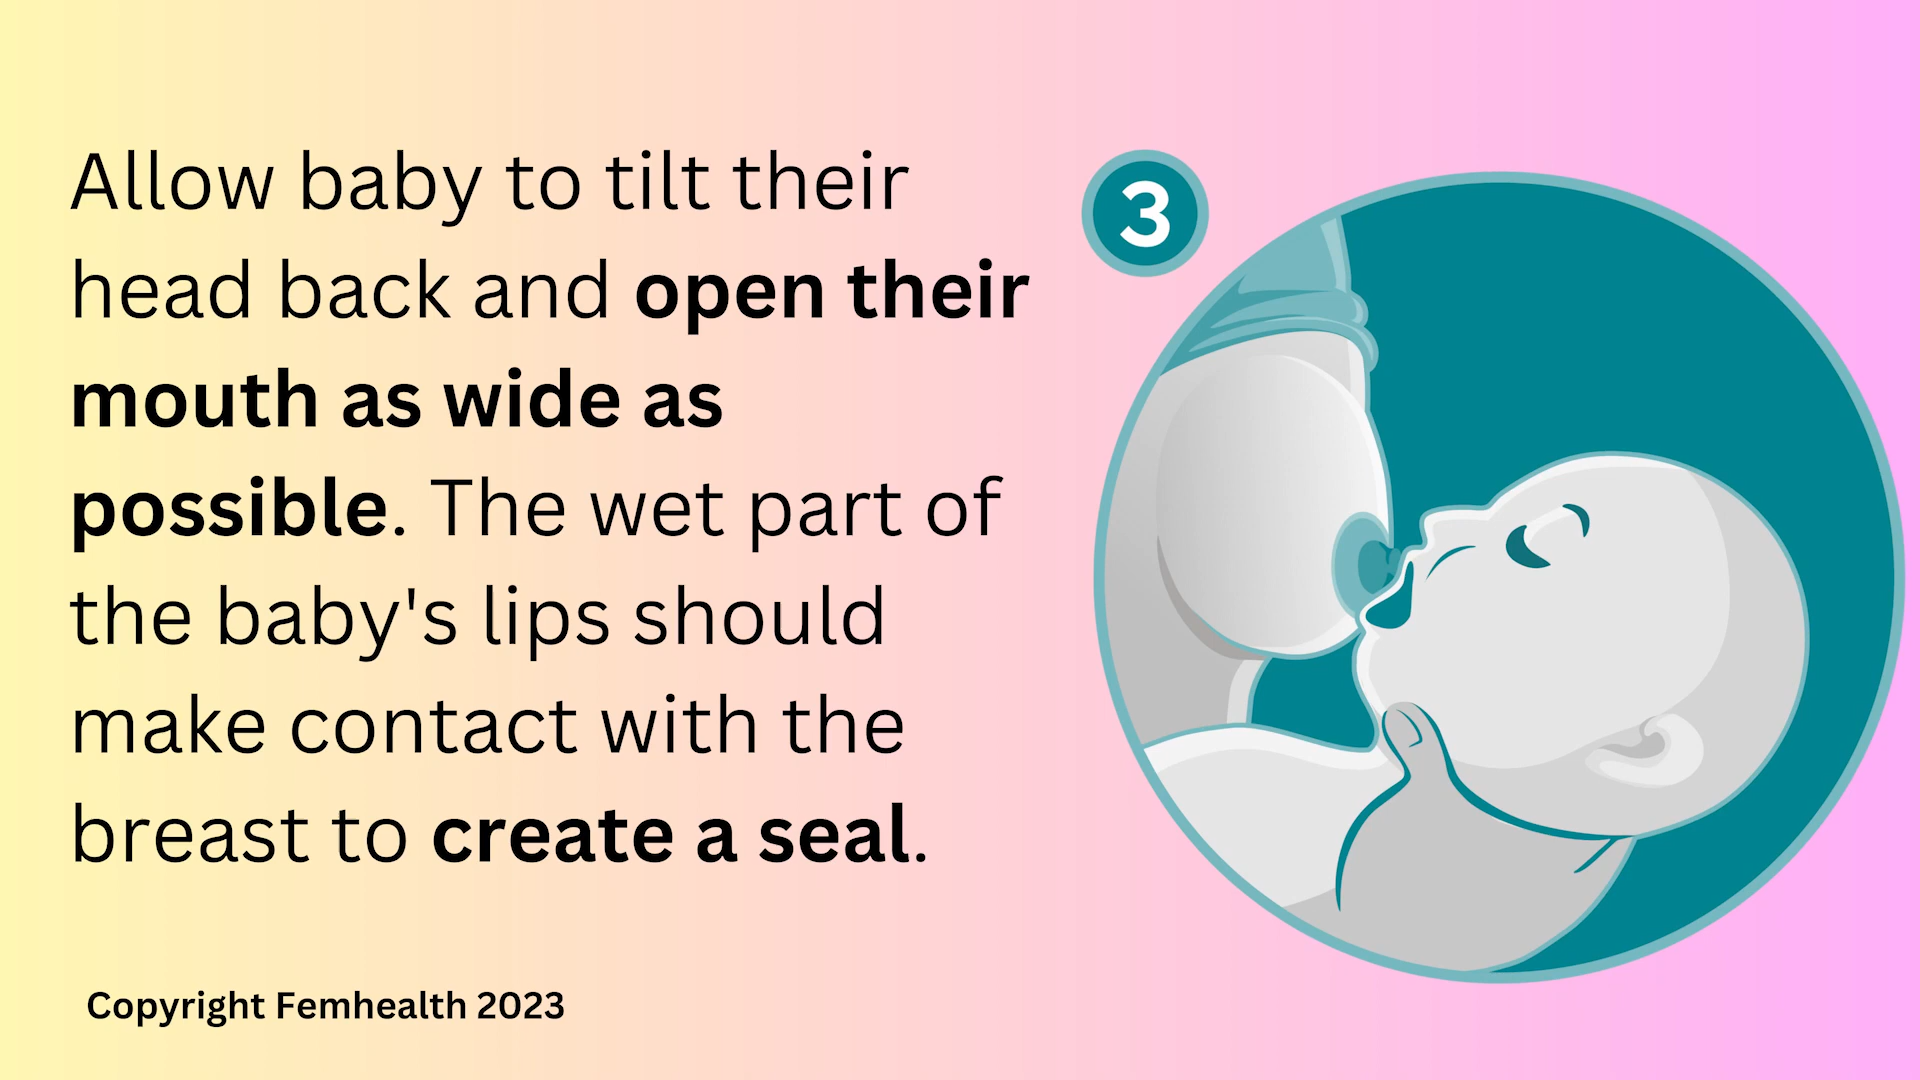 Allow baby to tilt their
head back and open their
mouth as wide as
possible. The wet part of
the baby's lips should
make contact with the
breast to create a seal.
3
Copyright Femhealth 2023